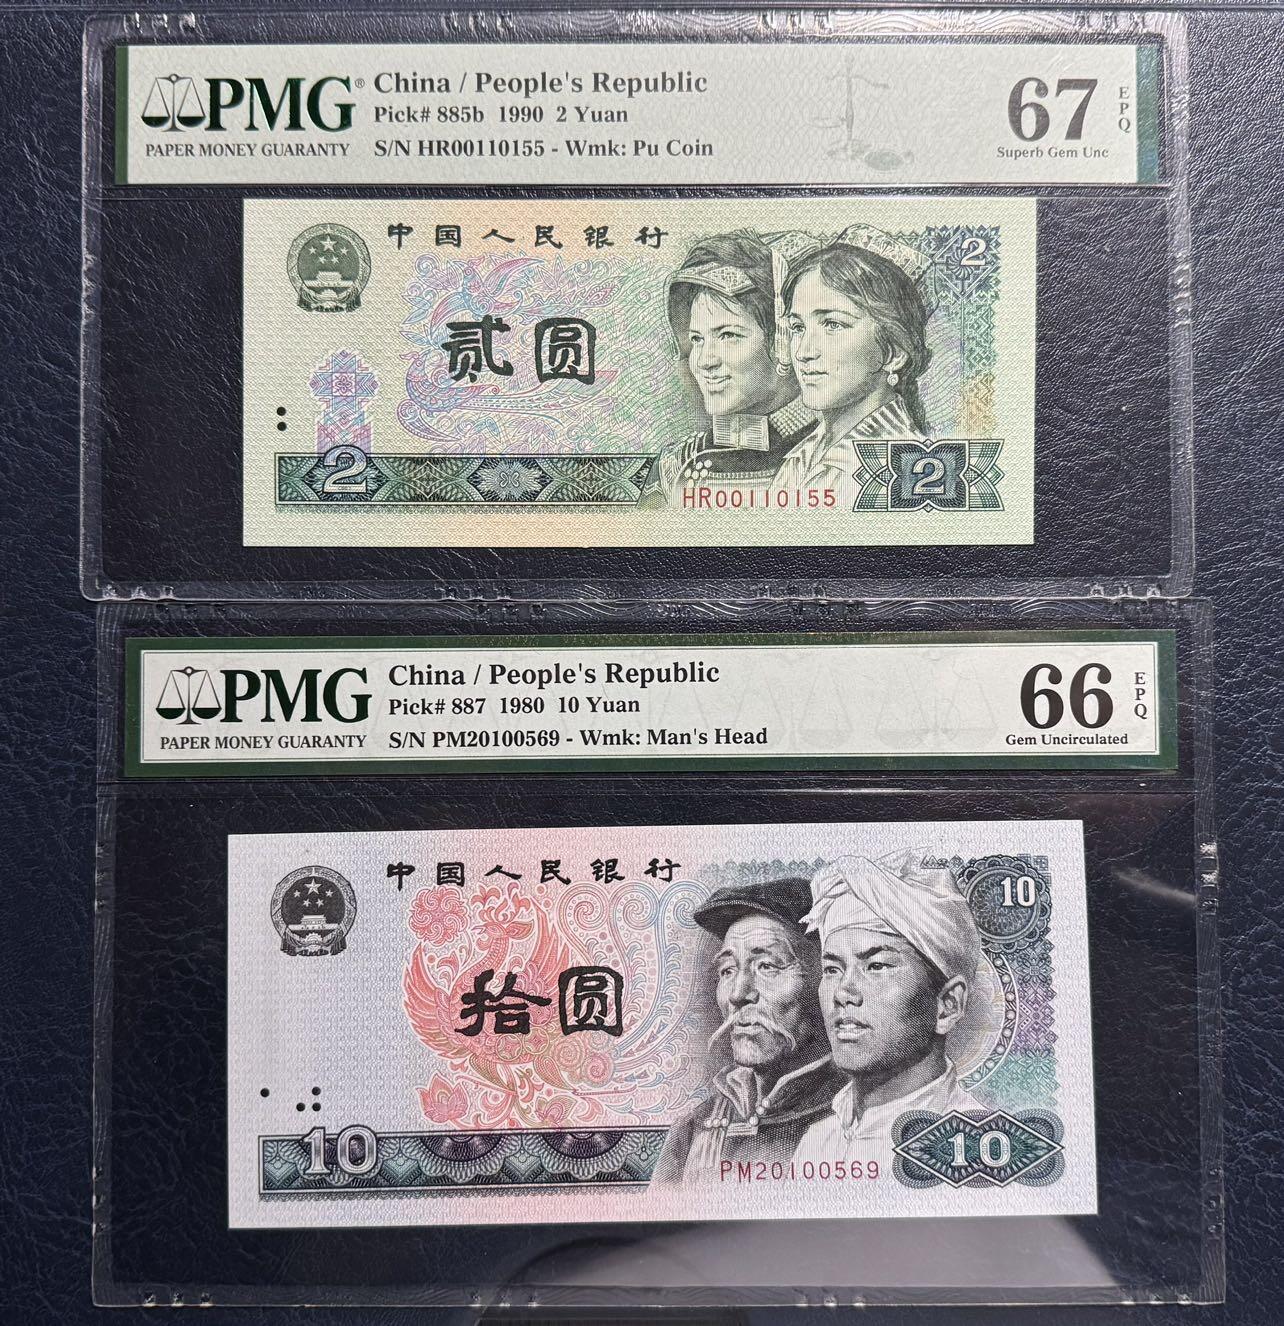 PMG® China / People's Republic 67 EPQ
Pick# 885b 1990 2 Yuan
PAPER MONEY GUARANTY S/N HR00110155 - Wmk: Pu Coin Superb Gem Unc
中国人民银行 2
贰圆
2 HR00110155 2
PMG China / People's Republic 66 EPQ
Pick# 887 1980 10 Yuan
PAPER MONEY GUARANTY S/N PM20100569 - Wmk: Man's Head Gem Uncirculated
中国人民银行 10
拾圆
10 PM20100569 10